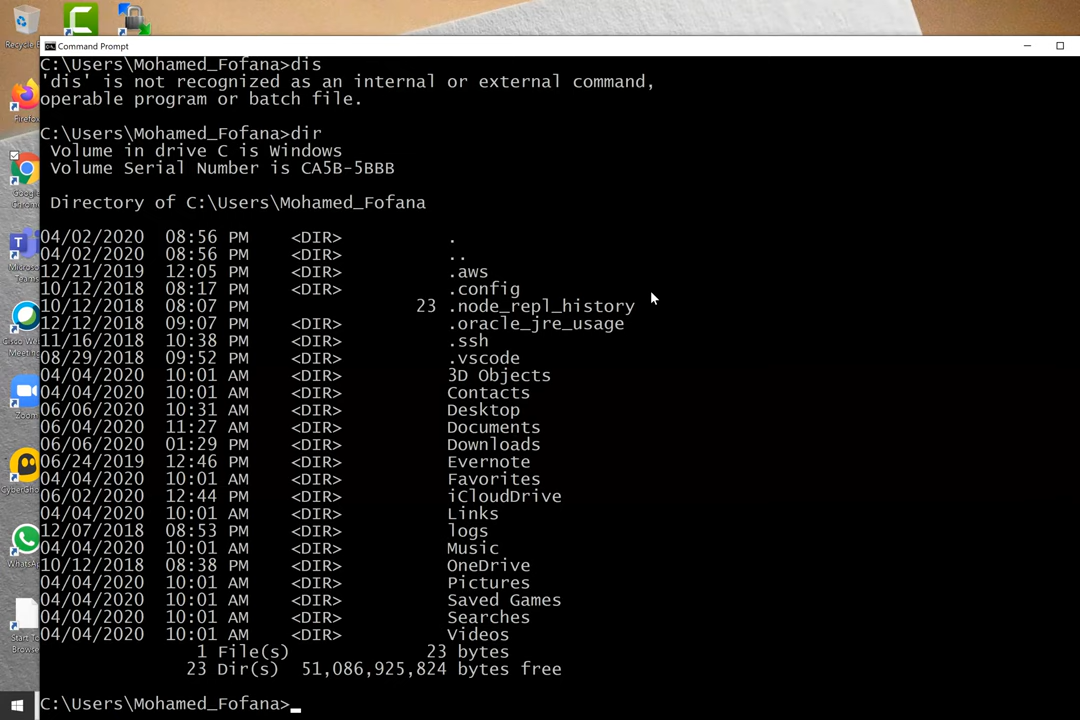 Recycle
Command Prompt
C:\Users\Mohamed_Fofana>dis
'dis' is not recognized as an internal or external command,
operable program or batch file.
C:\Users\Mohamed_Fofana>dir
Volume in drive C is Windows
Volume Serial Number is CA5B-5BBB
Directory of C:\Users\Mohamed_Fofana
04/02/2020 08:56 PM <DIR> .
04/02/2020 08:56 PM <DIR> ..
12/21/2019 12:05 PM <DIR> .aws
10/12/2018 08:17 PM <DIR> .config
10/12/2018 08:07 PM 23 .node_repl_history
12/12/2018 09:07 PM <DIR> .oracle_jre_usage
11/16/2018 10:38 PM <DIR> .ssh
08/29/2018 09:52 PM <DIR> .vscode
04/04/2020 10:01 AM <DIR> 3D Objects
04/04/2020 10:01 AM <DIR> Contacts
06/06/2020 10:31 AM <DIR> Desktop
06/04/2020 11:27 AM <DIR> Documents
06/06/2020 01:29 PM <DIR> Downloads
06/24/2019 12:46 PM <DIR> Evernote
04/04/2020 10:01 AM <DIR> Favorites
06/02/2020 12:44 PM <DIR> iCloudDrive
04/04/2020 10:01 AM <DIR> Links
12/07/2018 08:53 PM <DIR> logs
04/04/2020 10:01 AM <DIR> Music
10/12/2018 08:38 PM <DIR> OneDrive
04/04/2020 10:01 AM <DIR> Pictures
04/04/2020 10:01 AM <DIR> Saved Games
04/04/2020 10:01 AM <DIR> Searches
04/04/2020 10:01 AM <DIR> Videos
1 File(s) 23 bytes
23 Dir(s) 51,086,925,824 bytes free
C:\Users\Mohamed_Fofana>_
Firefox
Google
Chrome
Teams
Cisco
Zoom
CyberGho
WhatsA
Start To
Browse